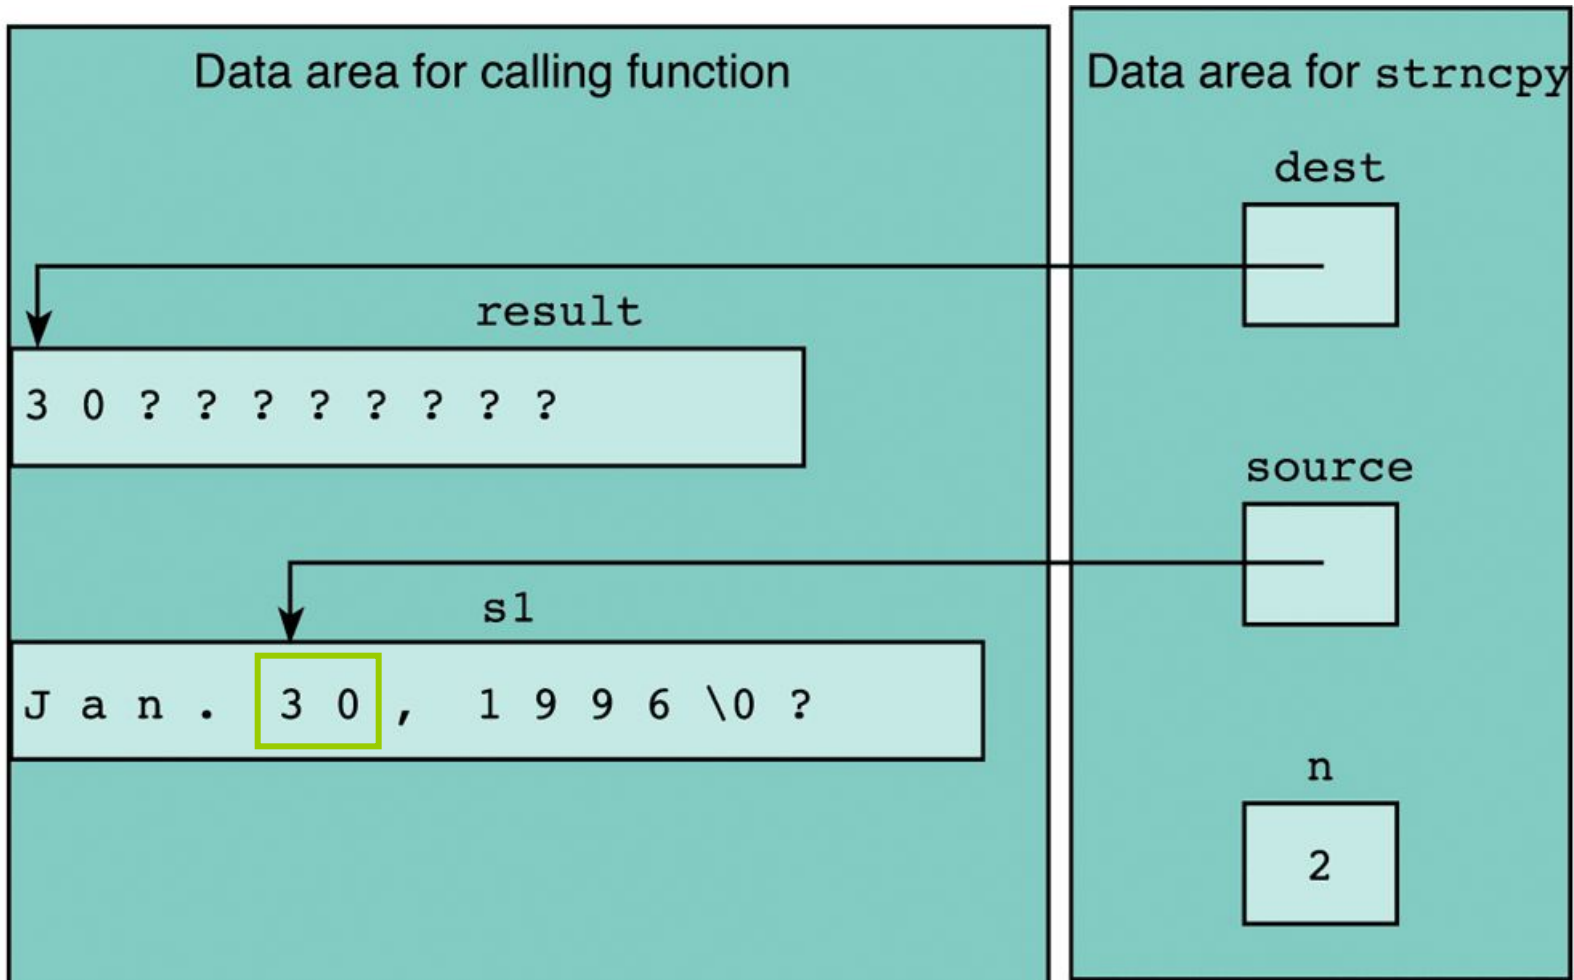 Data area for calling function
Data area for strncpy
dest
result
3 0 ? ? ? ? ? ? ? ?
source
s1
J a n .  3 0 ,  1 9 9 6 \0 ?
n
2